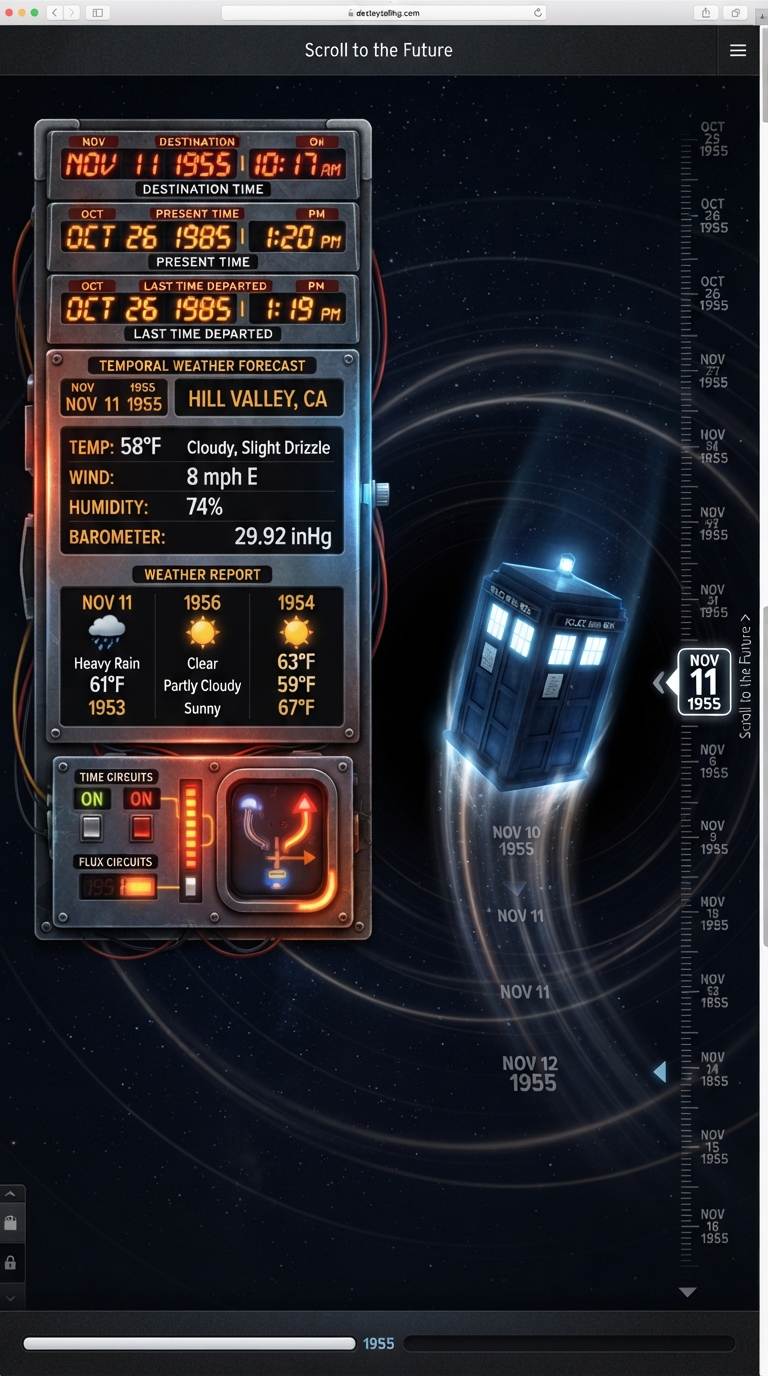 Scroll to the Future
NOV DESTINATION
NOV 11 1955 10:17 AM
DESTINATION TIME
OCT PRESENT TIME PM
OCT 26 1985 1:20 PM
PRESENT TIME
OCT LAST TIME DEPARTED PM
OCT 26 1985 1:19 PM
LAST TIME DEPARTED
TEMPORAL WEATHER FORECAST
NOV 1955
NOV 11 1955
HILL VALLEY, CA
TEMP: 58°F Cloudy, Slight Drizzle
WIND: 8 mph E
HUMIDITY: 74%
BAROMETER: 29.92 inHg
WEATHER REPORT
NOV 11 1956 1954
Heavy Rain Clear 63°F
61°F Partly Cloudy 59°F
1953 Sunny 67°F
TIME CIRCUITS
ON ON
FLUX CIRCUITS
NOV 10
1955
NOV 11
NOV 11
NOV 12
1955
OCT
1955
OCT
26
1955
OCT
26
1955
NOV
1955
NOV
NOV
1955
NOV
NOV
11
1955
Scroll to the Future >
NOV
6
1955
NOV
9
1955
NOV
1955
NOV
NOV
NOV
15
1955
NOV
16
1955
1955